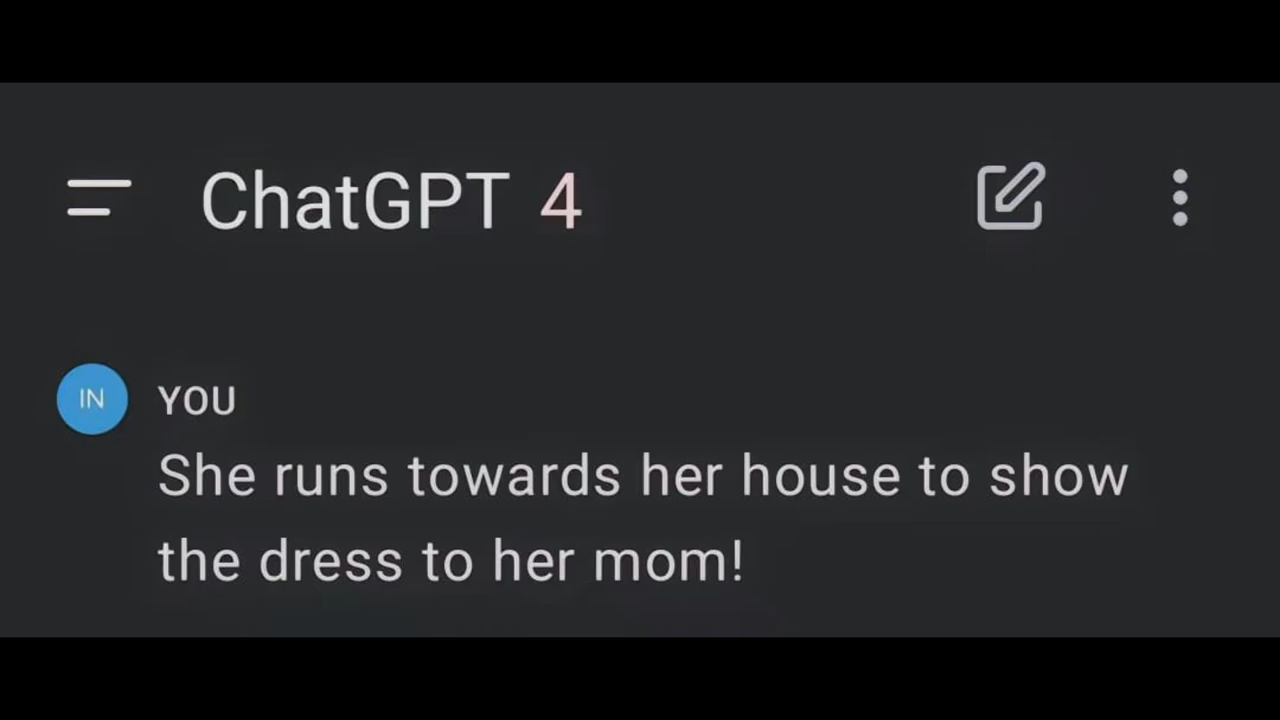 ChatGPT 4
IN YOU
She runs towards her house to show
the dress to her mom!